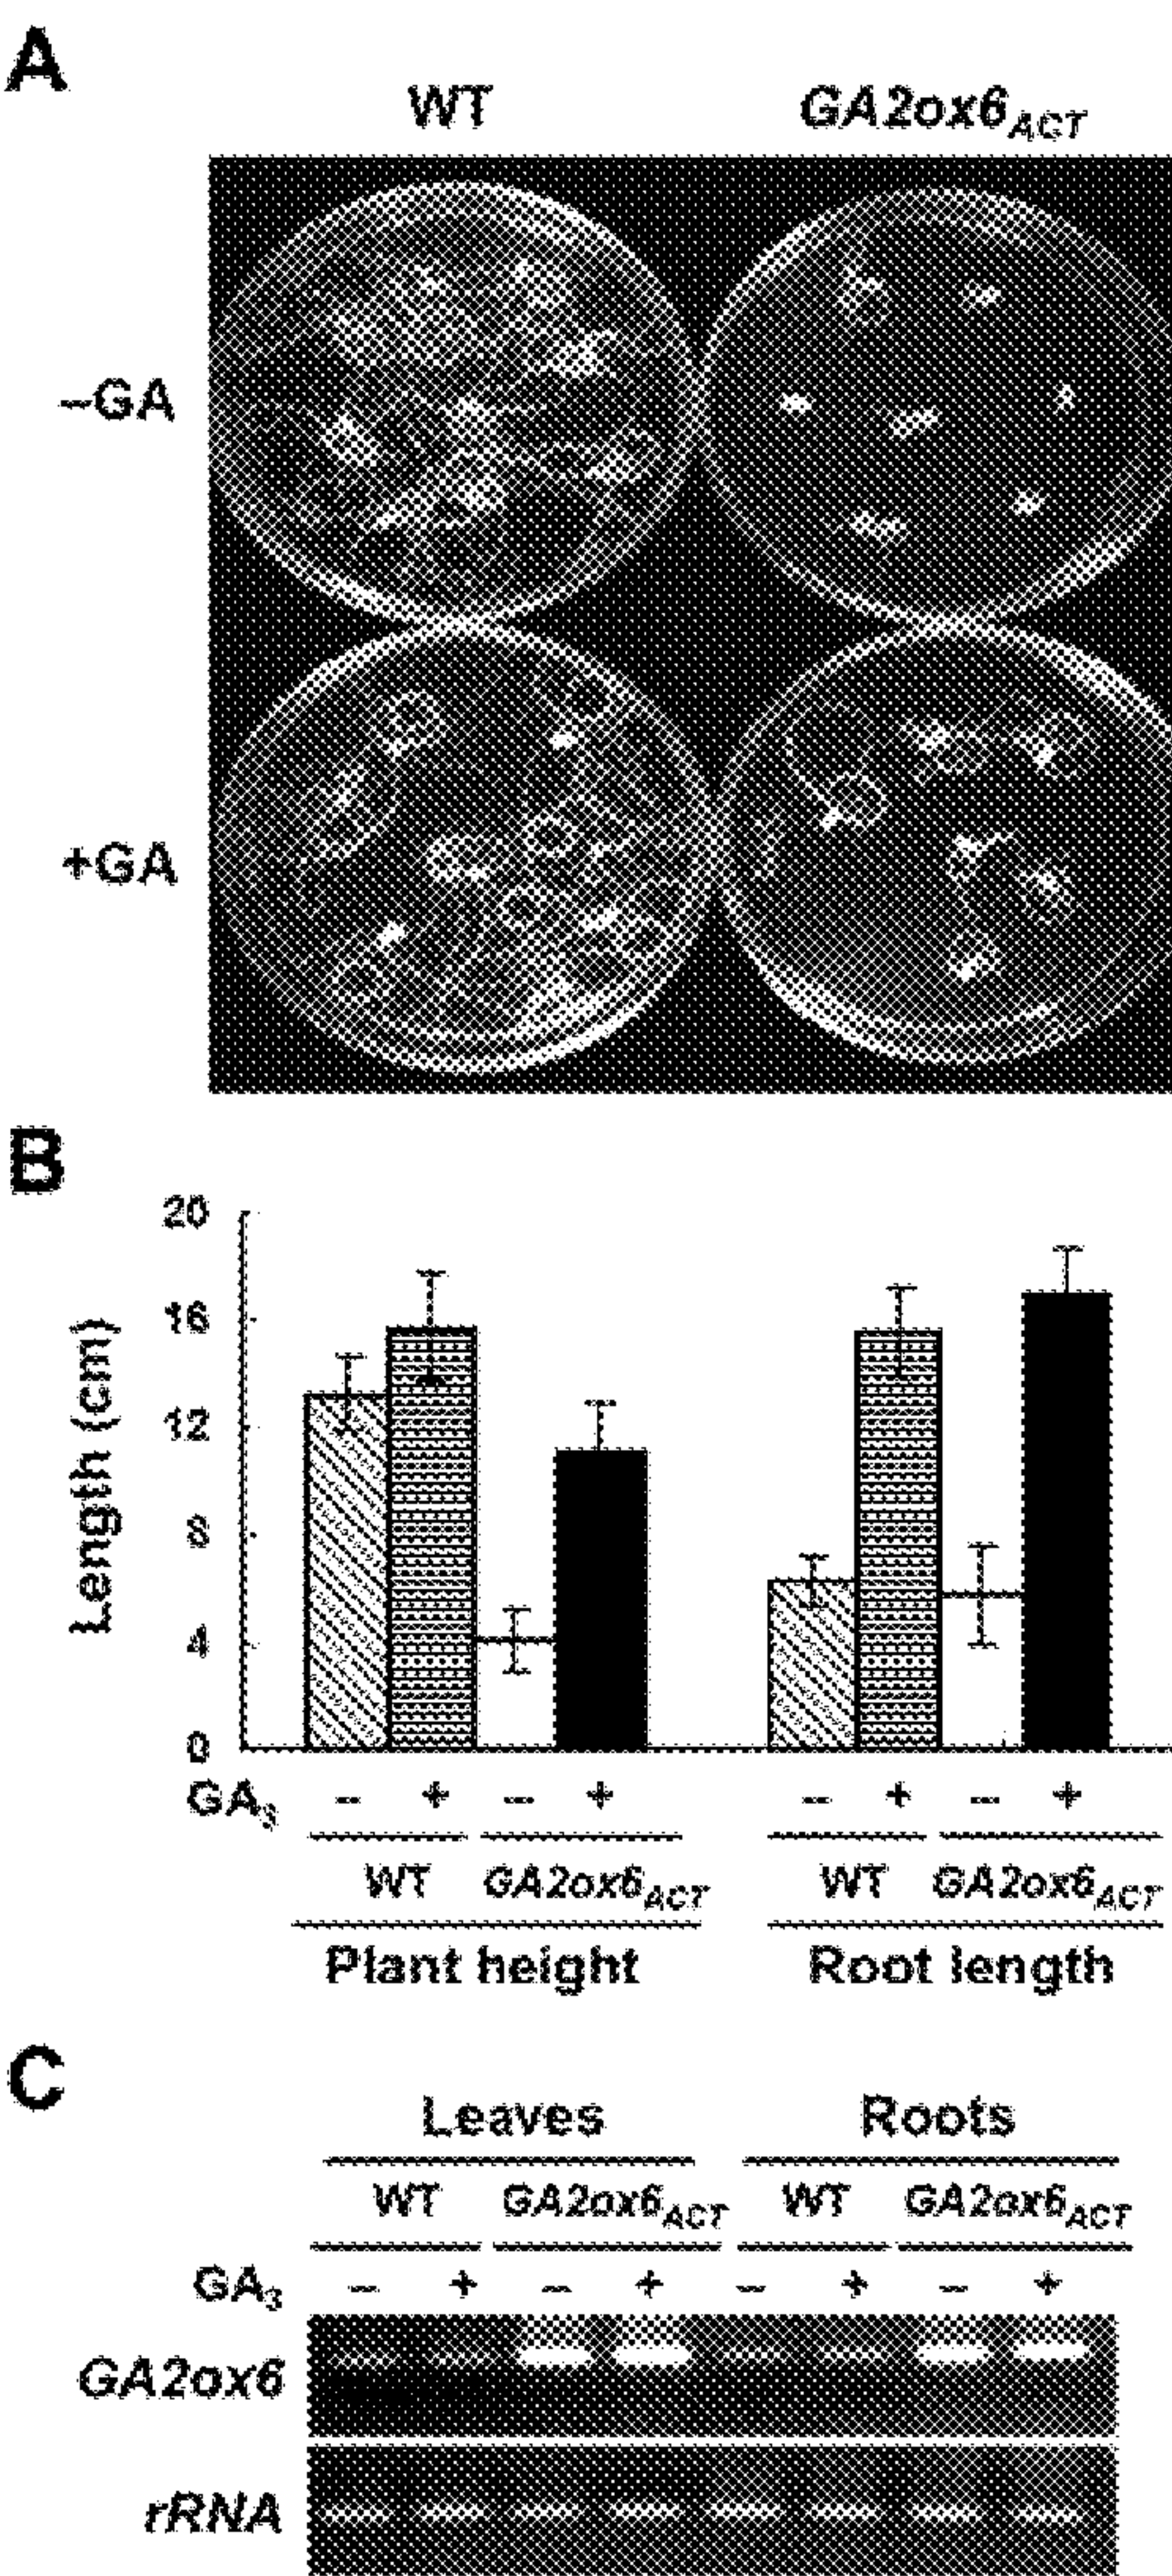 A
WT GA2ox6ACT
–GA
+GA
B
20
16
12
8
4
0
Length (cm)
GA3 – + – + – + – +
WT GA2ox6ACT WT GA2ox6ACT
Plant height Root length
C
Leaves Roots
WT GA2ox6ACT WT GA2ox6ACT
GA3 – + – + – + – +
GA2ox6
rRNA